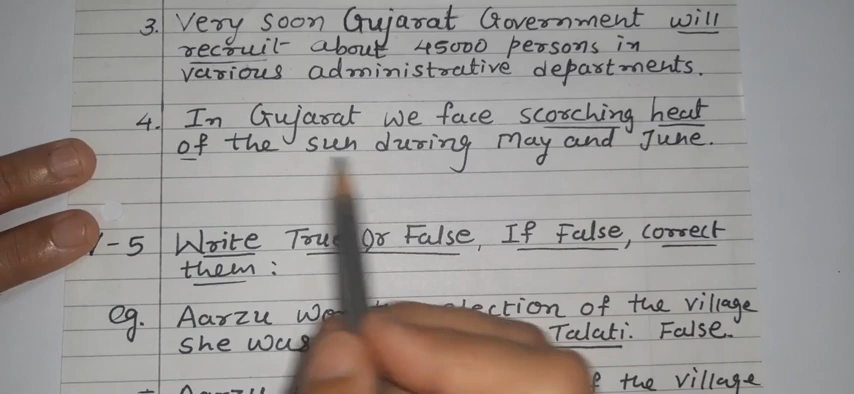 3. Very soon Gujarat Government will
recruit about 45000 persons in
various administrative departments.
4. In Gujarat we face scorching heat
of the sun during May and June.
-5 Write True Or False, If False, correct
them :
eg. Aarzu election of the village
she was Talati. False.
the village